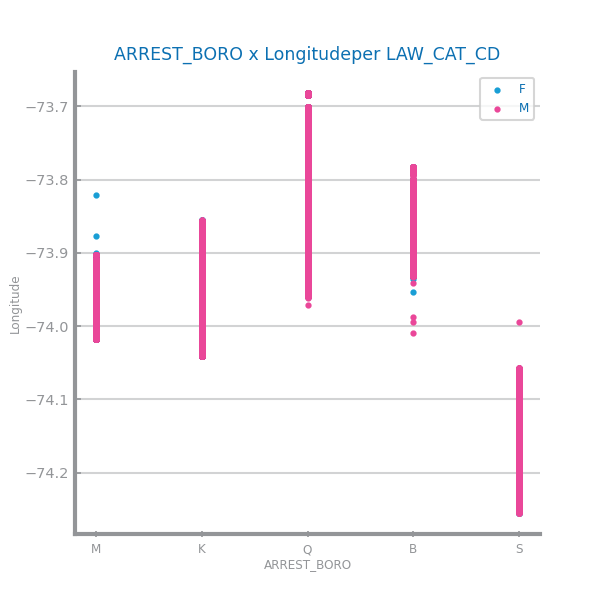 ARREST_BORO x Longitudeper LAW_CAT_CD
F
M
−73.7
−73.8
−73.9
−74.0
−74.1
−74.2
Longitude
M K Q B S
ARREST_BORO